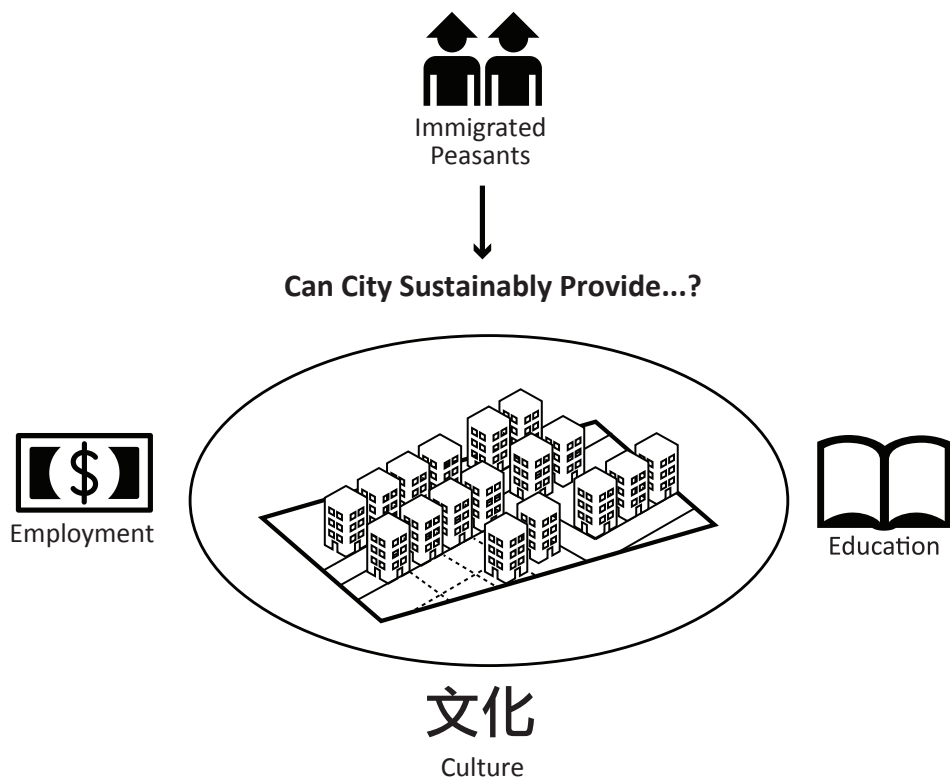 Immigrated
Peasants
Can City Sustainably Provide...?
$
Employment
Education
文化
Culture